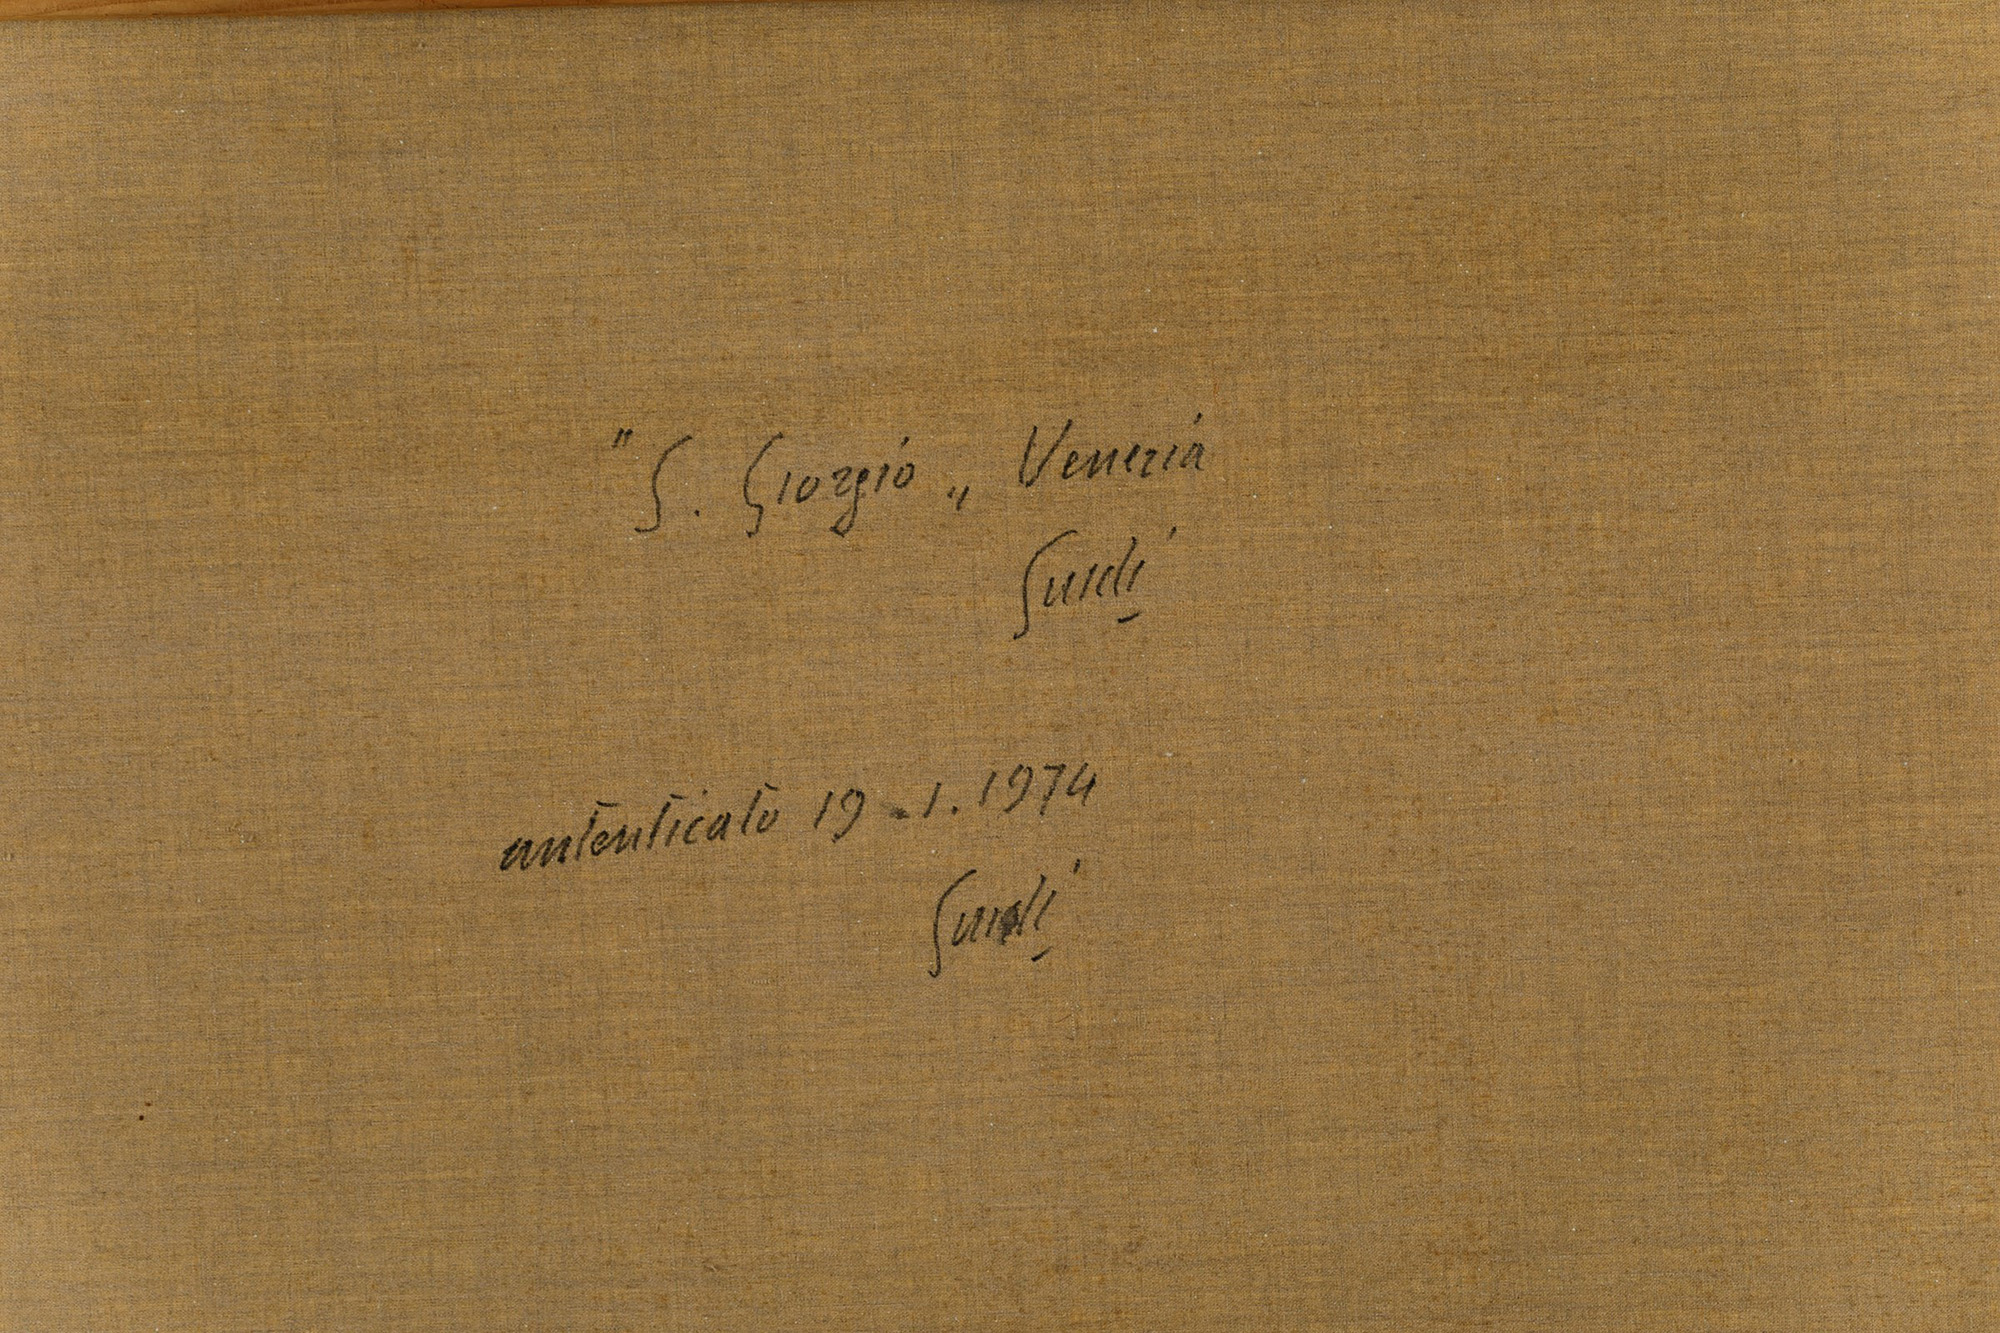 "S. Giorgio„ Venezia
Guidi
autenticato 19.1.1974
Guidi